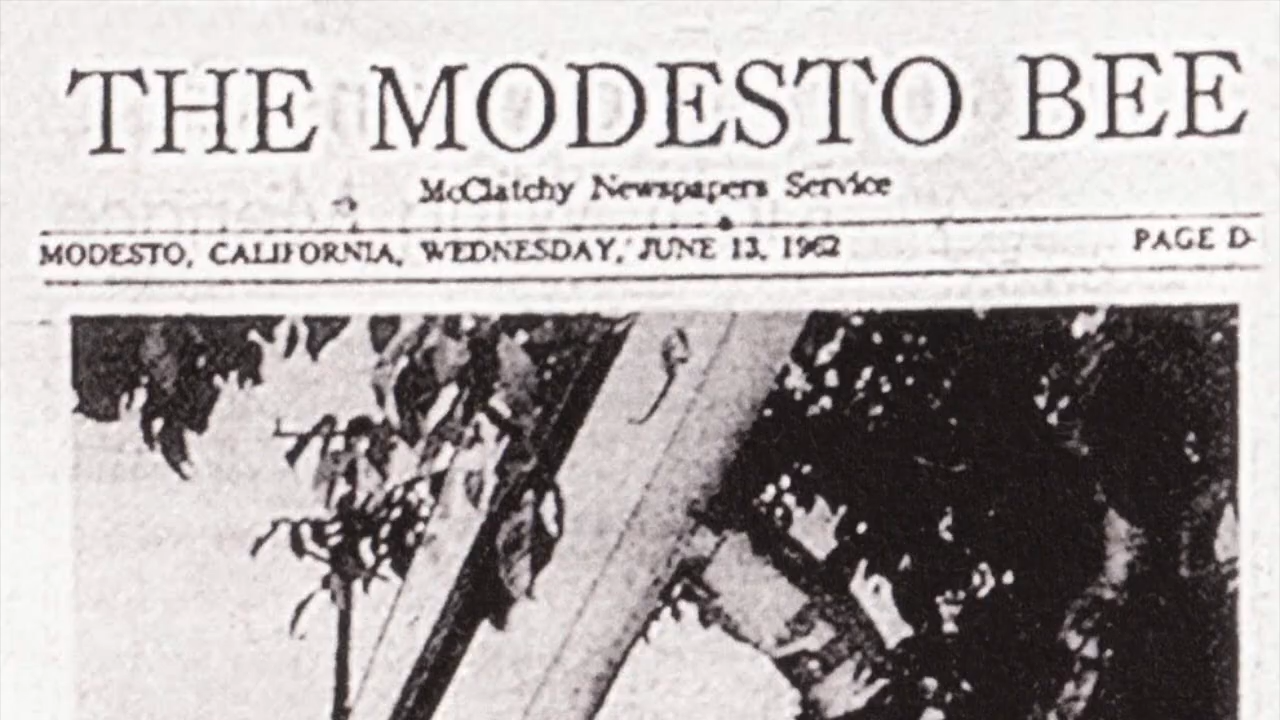 THE MODESTO BEE
McClatchy Newspapers Service
MODESTO, CALIFORNIA, WEDNESDAY, JUNE 13, 1962
PAGE D-